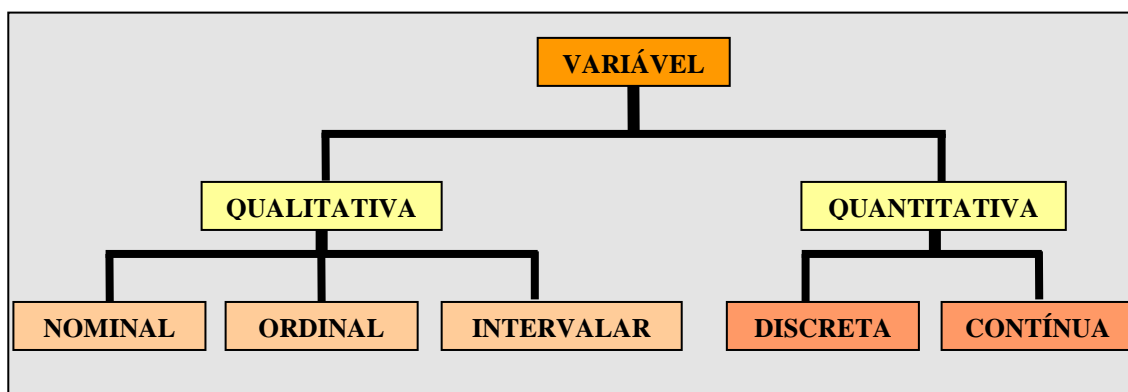 VARIÁVEL
QUALITATIVA QUANTITATIVA
NOMINAL ORDINAL INTERVALAR DISCRETA CONTÍNUA